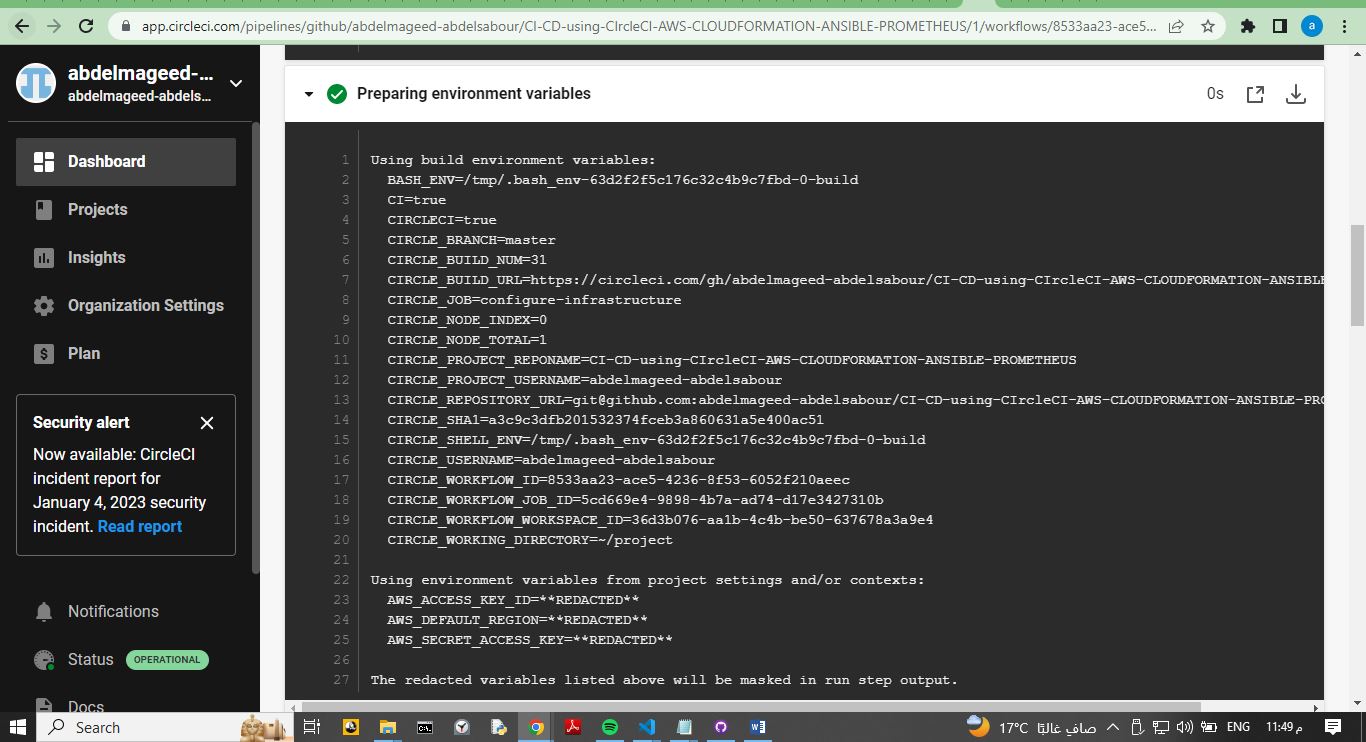 app.circleci.com/pipelines/github/abdelmageed-abdelsabour/CI-CD-using-CIrcleCI-AWS-CLOUDFORMATION-ANSIBLE-PROMETHEUS/1/workflows/8533aa23-ace5...
a
abdelmageed-...
abdelmageed-abdels...
Dashboard
Projects
Insights
Organization Settings
Plan
Security alert
Now available: CircleCI
incident report for
January 4, 2023 security
incident. Read report
Notifications
Status OPERATIONAL
Docs
Preparing environment variables 0s
1 Using build environment variables:
2 BASH_ENV=/tmp/.bash_env-63d2f2f5c176c32c4b9c7fbd-0-build
3 CI=true
4 CIRCLECI=true
5 CIRCLE_BRANCH=master
6 CIRCLE_BUILD_NUM=31
7 CIRCLE_BUILD_URL=https://circleci.com/gh/abdelmageed-abdelsabour/CI-CD-using-CIrcleCI-AWS-CLOUDFORMATION-ANSIBLE
8 CIRCLE_JOB=configure-infrastructure
9 CIRCLE_NODE_INDEX=0
10 CIRCLE_NODE_TOTAL=1
11 CIRCLE_PROJECT_REPONAME=CI-CD-using-CIrcleCI-AWS-CLOUDFORMATION-ANSIBLE-PROMETHEUS
12 CIRCLE_PROJECT_USERNAME=abdelmageed-abdelsabour
13 CIRCLE_REPOSITORY_URL=git@github.com:abdelmageed-abdelsabour/CI-CD-using-CIrcleCI-AWS-CLOUDFORMATION-ANSIBLE-PRO
14 CIRCLE_SHA1=a3c9c3dfb201532374fceb3a860631a5e400ac51
15 CIRCLE_SHELL_ENV=/tmp/.bash_env-63d2f2f5c176c32c4b9c7fbd-0-build
16 CIRCLE_USERNAME=abdelmageed-abdelsabour
17 CIRCLE_WORKFLOW_ID=8533aa23-ace5-4236-8f53-6052f210aeec
18 CIRCLE_WORKFLOW_JOB_ID=5cd669e4-9898-4b7a-ad74-d17e3427310b
19 CIRCLE_WORKFLOW_WORKSPACE_ID=36d3b076-aa1b-4c4b-be50-637678a3a9e4
20 CIRCLE_WORKING_DIRECTORY=~/project
21
22 Using environment variables from project settings and/or contexts:
23 AWS_ACCESS_KEY_ID=**REDACTED**
24 AWS_DEFAULT_REGION=**REDACTED**
25 AWS_SECRET_ACCESS_KEY=**REDACTED**
26
27 The redacted variables listed above will be masked in run step output.
Search
17°C صافٍ غالبًا ENG 11:49 م